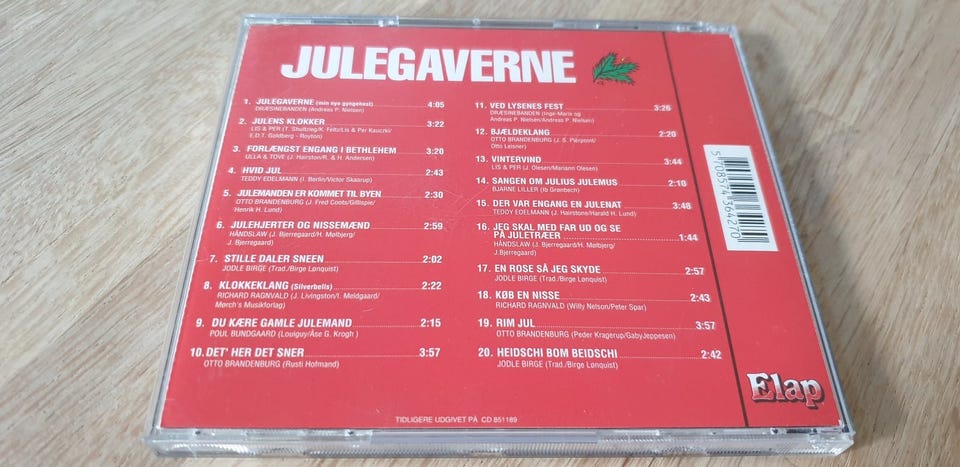 JULEGAVERNE
1. JULEGAVERNE (min nye gyngehest) 4:05
DRÆSINEBANDEN (Andreas P. Nielsen)
2. JULENS KLOKKER 3:22
LIS & PER (T. Shultzieg/K. Feltz/Lis & Per Kauczki/
E.D.T. Goldberg - Royton)
3. FORLÆNGST ENGANG I BETHLEHEM 3:20
ULLA & TOVE (J. Hairston/R. & H. Andersen)
4. HVID JUL 2:43
TEDDY EDELMANN (I. Berlin/Victor Skaarup)
5. JULEMANDEN ER KOMMET TIL BYEN 2:30
OTTO BRANDENBURG (J. Fred Coots/Gillispie/
Henrik H. Lund)
6. JULEHJERTER OG NISSEMÆND 2:59
HÅNDSLAW (J. Bjerregaard/H. Mølbjerg/
J. Bjerregaard)
7. STILLE DALER SNEEN 2:02
JODLE BIRGE (Trad./Birge Lønquist)
8. KLOKKEKLANG (Silverbells) 2:22
RICHARD RAGNVALD (J. Livingston/I. Meldgaard/
Mørch's Musikforlag)
9. DU KÆRE GAMLE JULEMAND 2:15
POUL BUNDGAARD (Louiguy/Åse G. Krogh )
10. DET' HER DET SNER 3:57
OTTO BRANDENBURG (Rusti Hofmand)
11. VED LYSENES FEST 3:26
DRÆSINEBANDEN (Inge-Marie og
Andreas P. Nielsen/Andreas P. Nielsen)
12. BJÆLDEKLANG 2:20
OTTO BRANDENBURG (J. S. Pierpont/
Otto Leisner)
13. VINTERVIND 3:44
LIS & PER (J. Olesen/Mariann Olesen)
14. SANGEN OM JULIUS JULEMUS 2:10
BJARNE LILLER (Ib Grønbech)
15. DER VAR ENGANG EN JULENAT 3:48
TEDDY EDELMANN (J. Hairstone/Harald H. Lund)
16. JEG SKAL MED FAR UD OG SE
PÅ JULETRÆER 1:44
HÅNDSLAW (J. Bjerregaard/H. Mølbjerg/
J.Bjerregaard)
17. EN ROSE SÅ JEG SKYDE 2:57
JODLE BIRGE (Trad./Birge Lønquist)
18. KØB EN NISSE 2:43
RICHARD RAGNVALD (Willy Nelson/Peter Spar)
19. RIM JUL 3:57
OTTO BRANDENBURG (Peder Kragerup/GabyJeppesen)
20. HEIDSCHI BOM BEIDSCHI 2:42
JODLE BIRGE (Trad./Birge Lønquist)
5 708574 364270
Elap
TIDLIGERE UDGIVET PÅ CD 851189